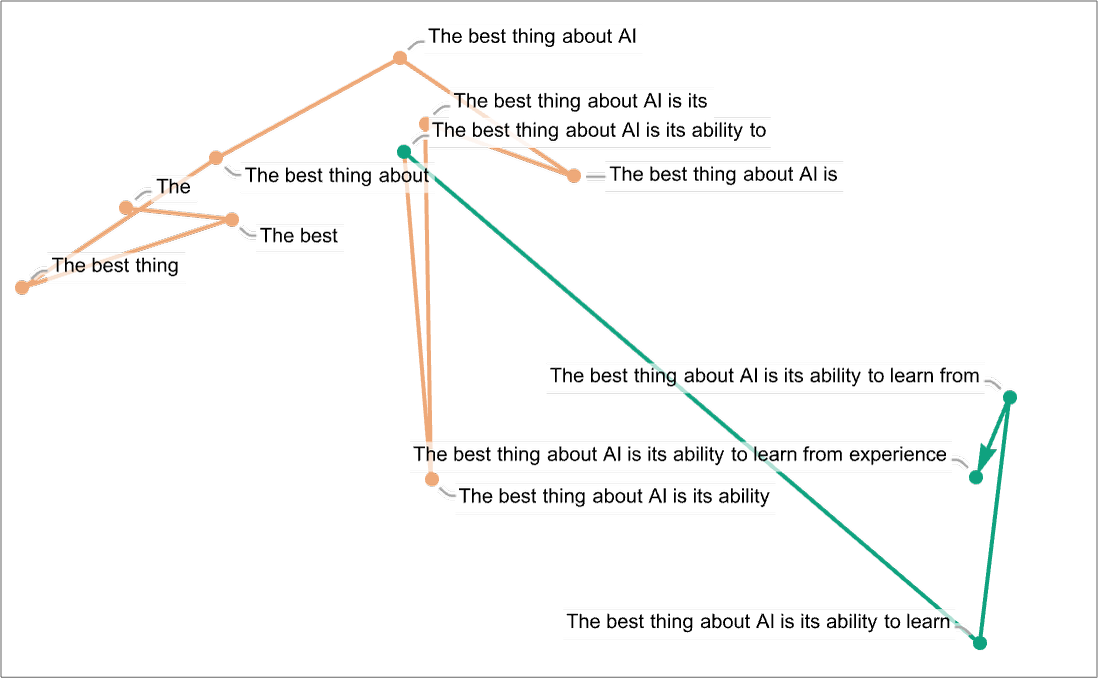 The best thing about AI
The best thing about AI is its
The best thing about AI is its ability to
The best thing about
The best thing about AI is
The
The best
The best thing
The best thing about AI is its ability to learn from
The best thing about AI is its ability to learn from experience
The best thing about AI is its ability
The best thing about AI is its ability to learn